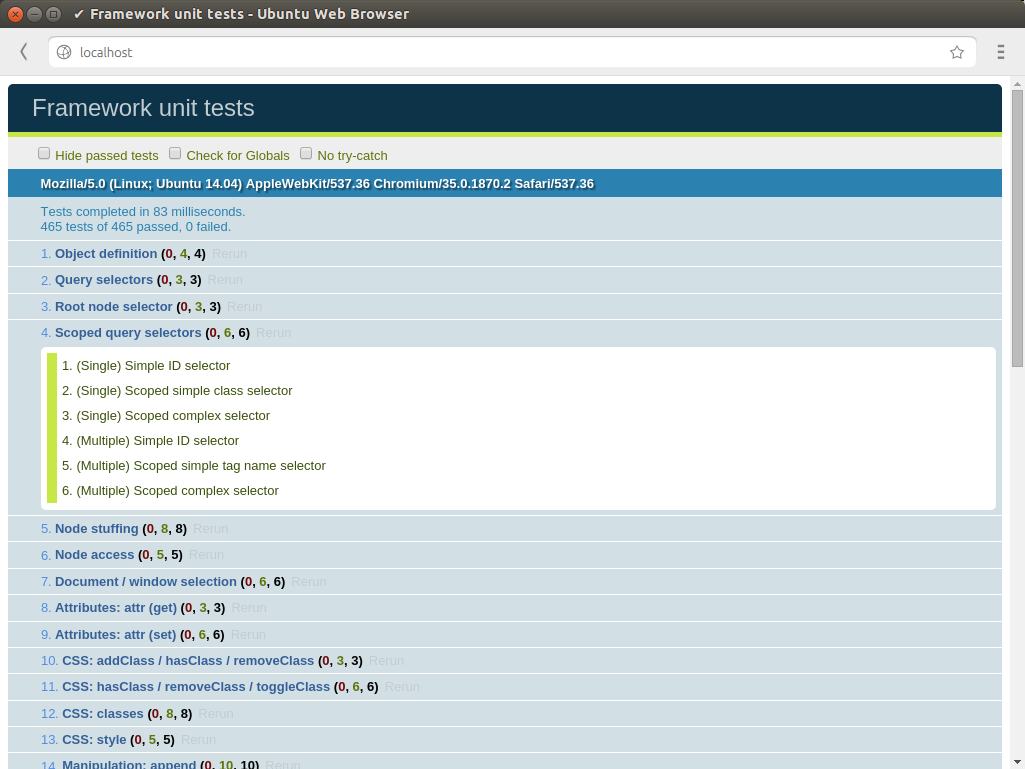 ✔ Framework unit tests - Ubuntu Web Browser
localhost
Framework unit tests
Hide passed tests Check for Globals No try-catch
Mozilla/5.0 (Linux; Ubuntu 14.04) AppleWebKit/537.36 Chromium/35.0.1870.2 Safari/537.36
Tests completed in 83 milliseconds.
465 tests of 465 passed, 0 failed.
1. Object definition (0, 4, 4) Rerun
2. Query selectors (0, 3, 3) Rerun
3. Root node selector (0, 3, 3) Rerun
4. Scoped query selectors (0, 6, 6) Rerun
1. (Single) Simple ID selector
2. (Single) Scoped simple class selector
3. (Single) Scoped complex selector
4. (Multiple) Simple ID selector
5. (Multiple) Scoped simple tag name selector
6. (Multiple) Scoped complex selector
5. Node stuffing (0, 8, 8) Rerun
6. Node access (0, 5, 5) Rerun
7. Document / window selection (0, 6, 6) Rerun
8. Attributes: attr (get) (0, 3, 3) Rerun
9. Attributes: attr (set) (0, 6, 6) Rerun
10. CSS: addClass / hasClass / removeClass (0, 3, 3) Rerun
11. CSS: hasClass / removeClass / toggleClass (0, 6, 6) Rerun
12. CSS: classes (0, 8, 8) Rerun
13. CSS: style (0, 5, 5) Rerun
14. Manipulation: append (0, 10, 10) Rerun